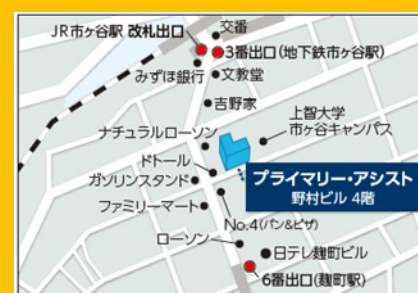 交番
JR市ヶ谷駅 改札出口
3番出口(地下鉄市ヶ谷駅)
みずほ銀行
文教堂
吉野家
上智大学
市ヶ谷キャンパス
ナチュラルローソン
ドトール
ガソリンスタンド
プライマリー・アシスト
野村ビル 4階
ファミリーマート
No.4(パン&ピザ)
ローソン
日テレ麹町ビル
6番出口(麹町駅)